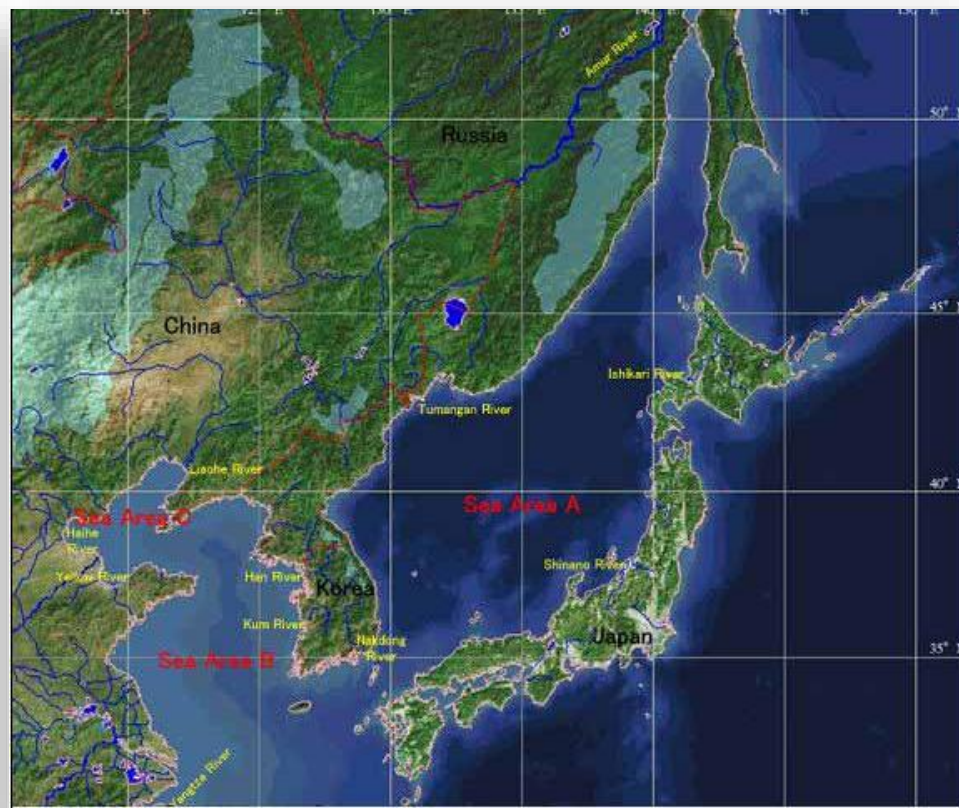 Amur River
50°
Russia
45°
China
Ishikari River
Tumangan River
Liaohe River
40°
Sea Area A
Sea Area C
Haihe
River
Shinano River
Yellow River
Han River
Korea
Kum River
Nakdong
River
Japan
35°
Sea Area B
Yangtza River